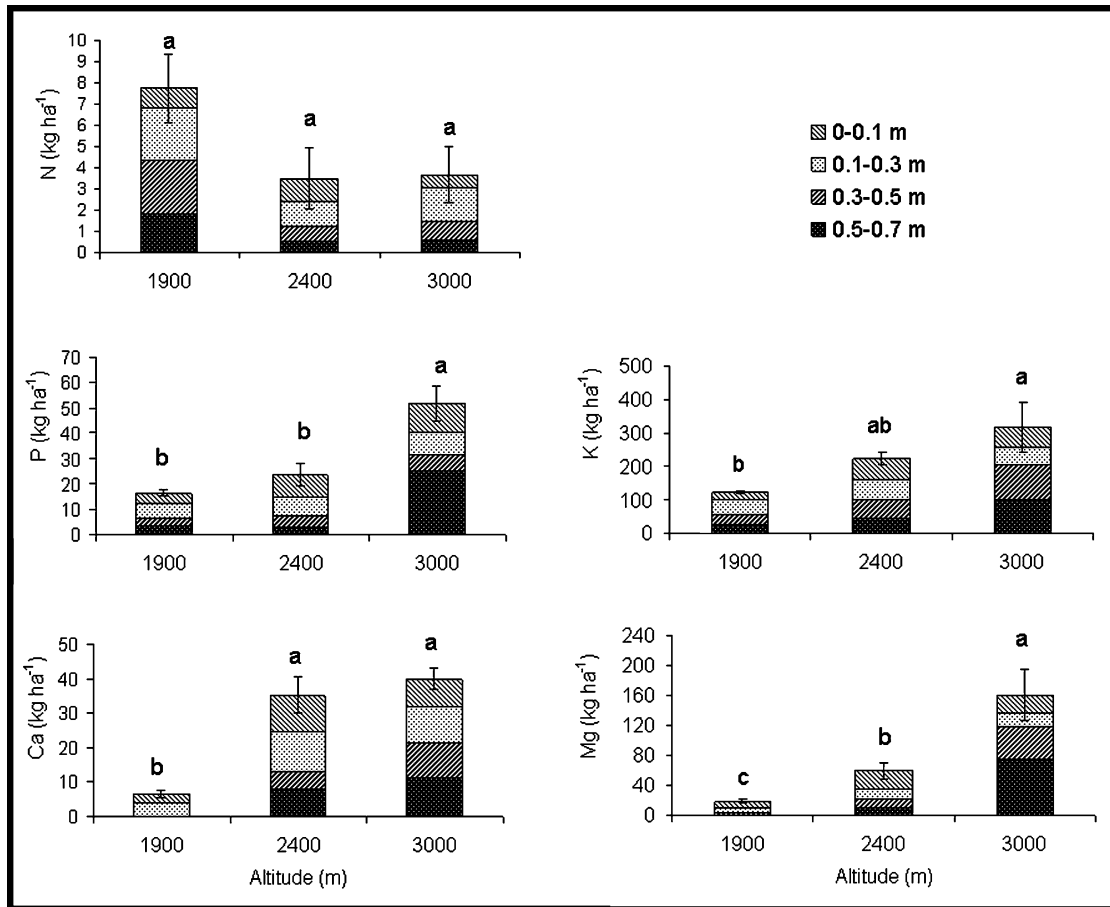 N (kg ha⁻¹)
10
9
8
7
6
5
4
3
2
1
0
a
a
a
1900
2400
3000
0-0.1 m
0.1-0.3 m
0.3-0.5 m
0.5-0.7 m
P (kg ha⁻¹)
70
60
50
40
30
20
10
0
b
b
a
1900
2400
3000
K (kg ha⁻¹)
500
400
300
200
100
0
b
ab
a
1900
2400
3000
Ca (kg ha⁻¹)
50
40
30
20
10
0
b
a
a
1900
2400
3000
Altitude (m)
Mg (kg ha⁻¹)
240
200
160
120
80
40
0
c
b
a
1900
2400
3000
Altitude (m)